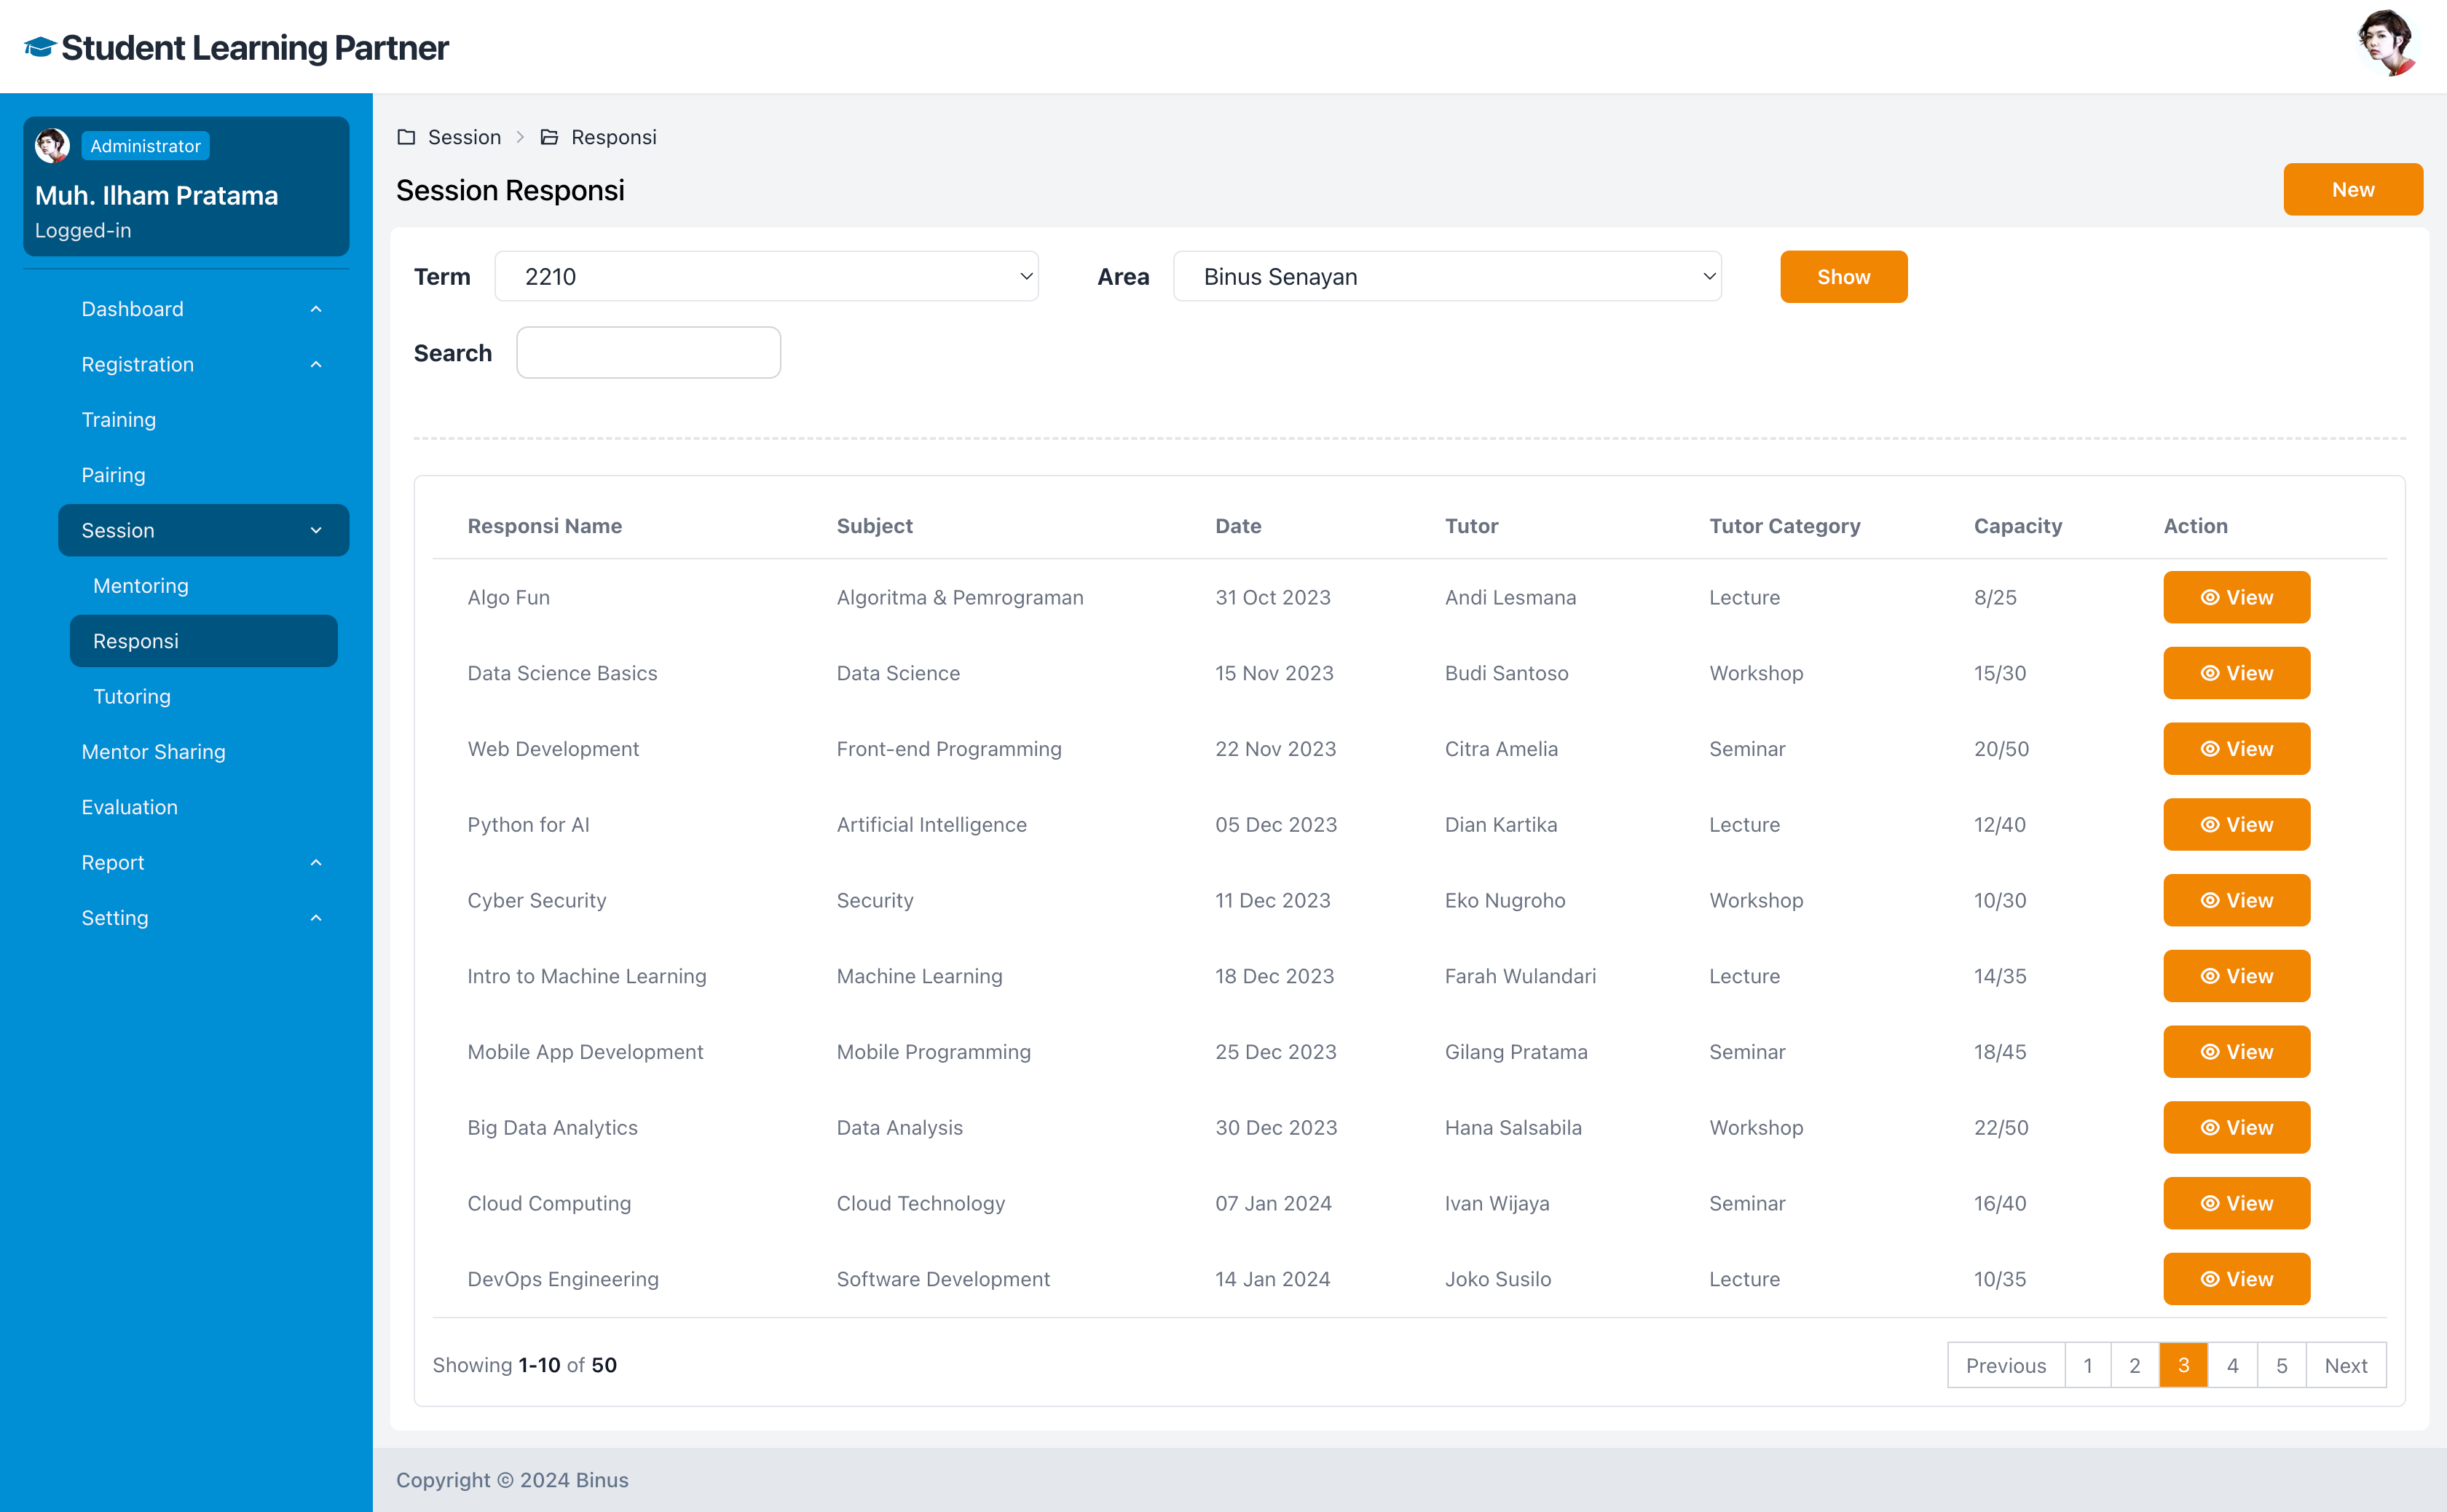 Student Learning Partner
Administrator
Muh. Ilham Pratama
Logged-in
Dashboard
Registration
Training
Pairing
Session
Mentoring
Responsi
Tutoring
Mentor Sharing
Evaluation
Report
Setting
Session Responsi
Session Responsi
New
Term 2210 Area Binus Senayan Show
Search
Responsi Name Subject Date Tutor Tutor Category Capacity Action
Algo Fun Algoritma & Pemrograman 31 Oct 2023 Andi Lesmana Lecture 8/25 View
Data Science Basics Data Science 15 Nov 2023 Budi Santoso Workshop 15/30 View
Web Development Front-end Programming 22 Nov 2023 Citra Amelia Seminar 20/50 View
Python for AI Artificial Intelligence 05 Dec 2023 Dian Kartika Lecture 12/40 View
Cyber Security Security 11 Dec 2023 Eko Nugroho Workshop 10/30 View
Intro to Machine Learning Machine Learning 18 Dec 2023 Farah Wulandari Lecture 14/35 View
Mobile App Development Mobile Programming 25 Dec 2023 Gilang Pratama Seminar 18/45 View
Big Data Analytics Data Analysis 30 Dec 2023 Hana Salsabila Workshop 22/50 View
Cloud Computing Cloud Technology 07 Jan 2024 Ivan Wijaya Seminar 16/40 View
DevOps Engineering Software Development 14 Jan 2024 Joko Susilo Lecture 10/35 View
Showing 1-10 of 50 Previous 1 2 3 4 5 Next
Copyright © 2024 Binus